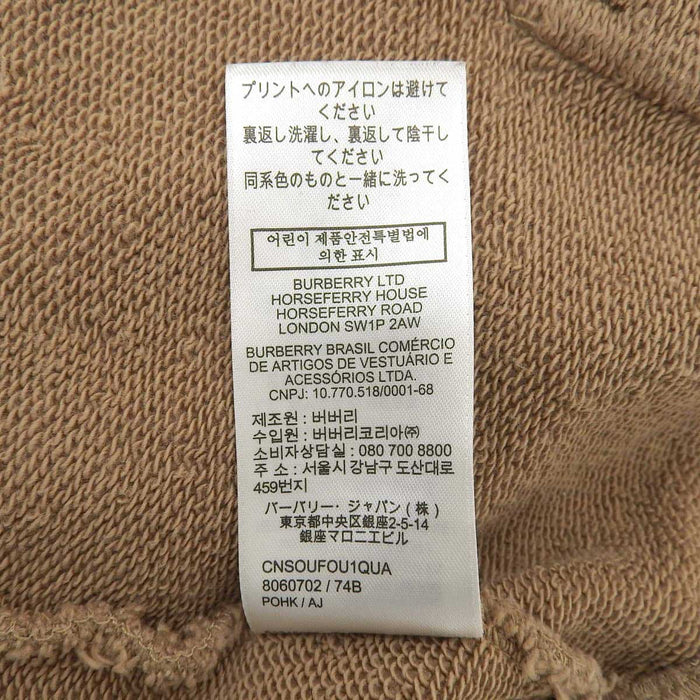 プリントへのアイロンは避けて
ください
裏返し洗濯し、裏返して陰干し
てください
同系色のものと一緒に洗ってくだ
さい
어린이 제품안전특별법에
의한 표시
BURBERRY LTD
HORSEFERRY HOUSE
HORSEFERRY ROAD
LONDON SW1P 2AW
BURBERRY BRASIL COMÉRCIO
DE ARTIGOS DE VESTUÁRIO E
ACESSÓRIOS LTDA.
CNPJ: 10.770.518/0001-68
제조원 : 버버리
수입원 : 버버리코리아㈜
소비자상담실 : 080 700 8800
주 소 : 서울시 강남구 도산대로
459번지
バーバリー・ジャパン(株)
東京都中央区銀座2-5-14
銀座マロニエビル
CNSOUFOU1QUA
8060702 / 74B
POHK / AJ